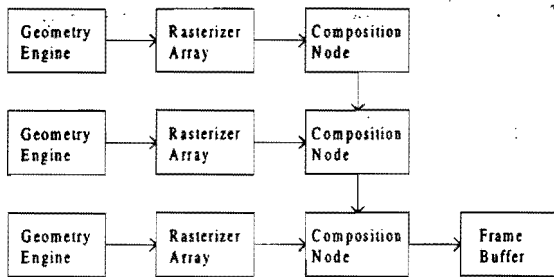 Geometry
Engine
Rasterizer
Array
Composition
Node
Geometry
Engine
Rasterizer
Array
Composition
Node
Geometry
Engine
Rasterizer
Array
Composition
Node
Frame
Buffer